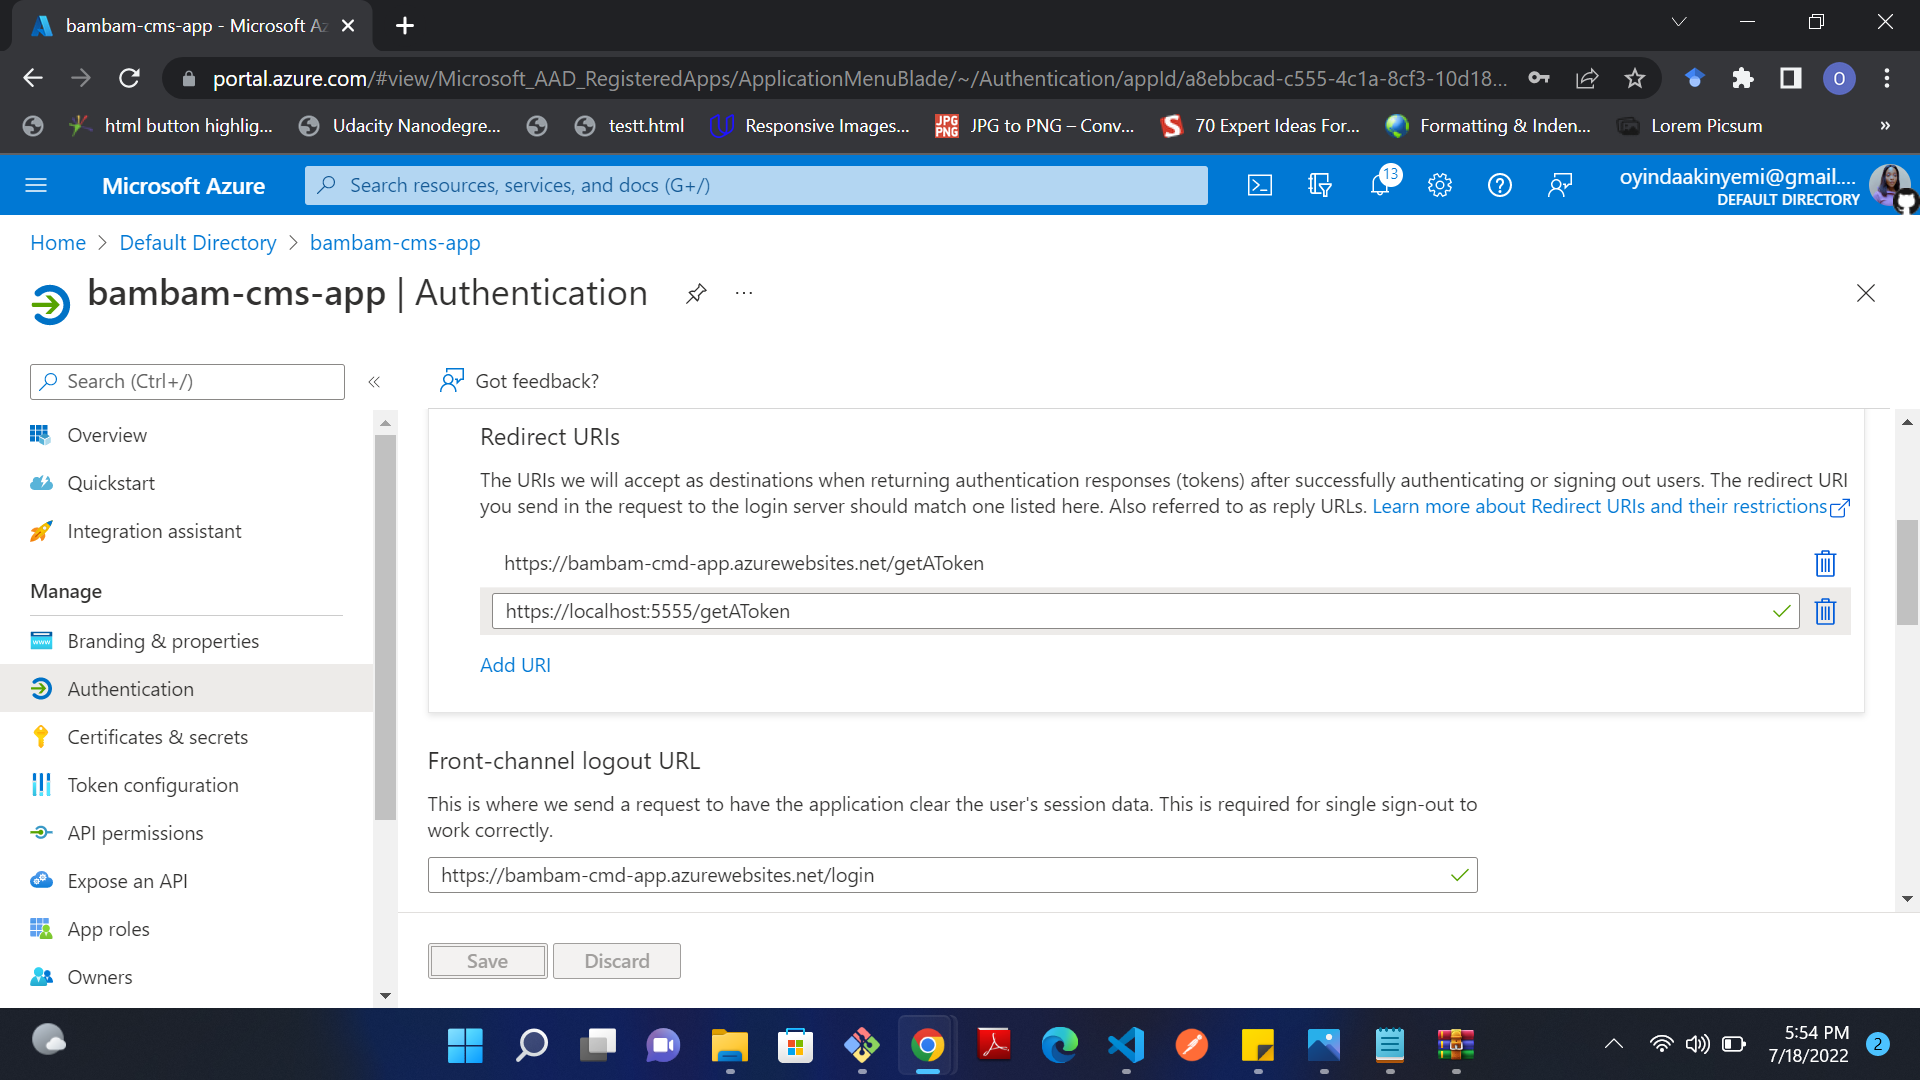 bambam-cms-app - Microsoft Az
portal.azure.com/#view/Microsoft_AAD_RegisteredApps/ApplicationMenuBlade/~/Authentication/appId/a8ebbcad-c555-4c1a-8cf3-10d18...
O
html button highlig...
Udacity Nanodegre...
testt.html
Responsive Images...
JPG PNG
JPG to PNG – Conv...
70 Expert Ideas For...
Formatting & Inden...
Lorem Picsum
»
Microsoft Azure
Search resources, services, and docs (G+/)
13
oyindaakinyemi@gmail....
DEFAULT DIRECTORY
Home > Default Directory > bambam-cms-app
bambam-cms-app | Authentication
...
Search (Ctrl+/)
«
Got feedback?
Overview
Quickstart
Integration assistant
Manage
Branding & properties
Authentication
Certificates & secrets
Token configuration
API permissions
Expose an API
App roles
Owners
Redirect URIs
The URIs we will accept as destinations when returning authentication responses (tokens) after successfully authenticating or signing out users. The redirect URI
you send in the request to the login server should match one listed here. Also referred to as reply URLs. Learn more about Redirect URIs and their restrictions
https://bambam-cmd-app.azurewebsites.net/getAToken
https://localhost:5555/getAToken
Add URI
Front-channel logout URL
This is where we send a request to have the application clear the user's session data. This is required for single sign-out to
work correctly.
https://bambam-cmd-app.azurewebsites.net/login
Save
Discard
5:54 PM
7/18/2022
2